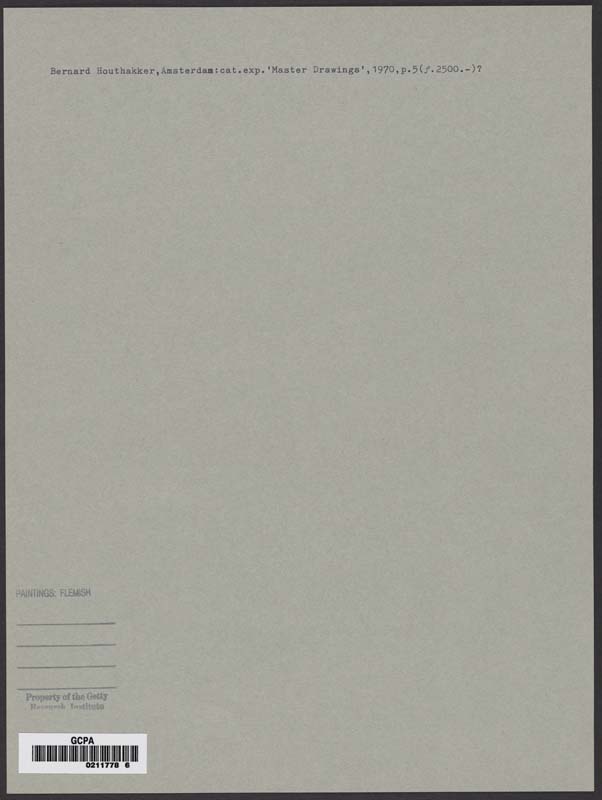 Bernard Houthakker,Amsterdam:cat.exp.'Master Drawings',1970,p.5(ƒ.2500.-)?
PAINTINGS: FLEMISH
Property of the Getty
Research Institute
GCPA
0211778 6